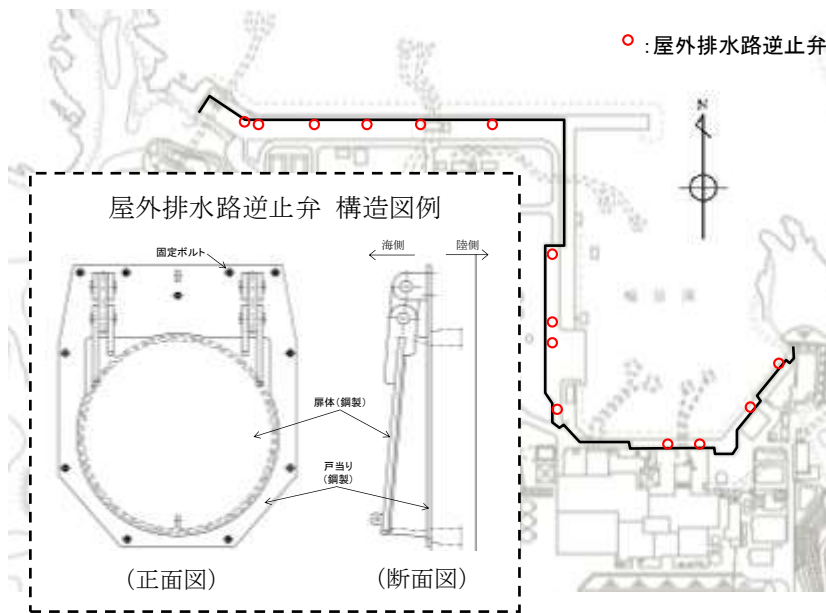 ：屋外排水路逆止弁
N
屋外排水路逆止弁 構造図例
固定ボルト
海側
陸側
扉体(鋼製)
戸当り
(鋼製)
(正面図)
(断面図)